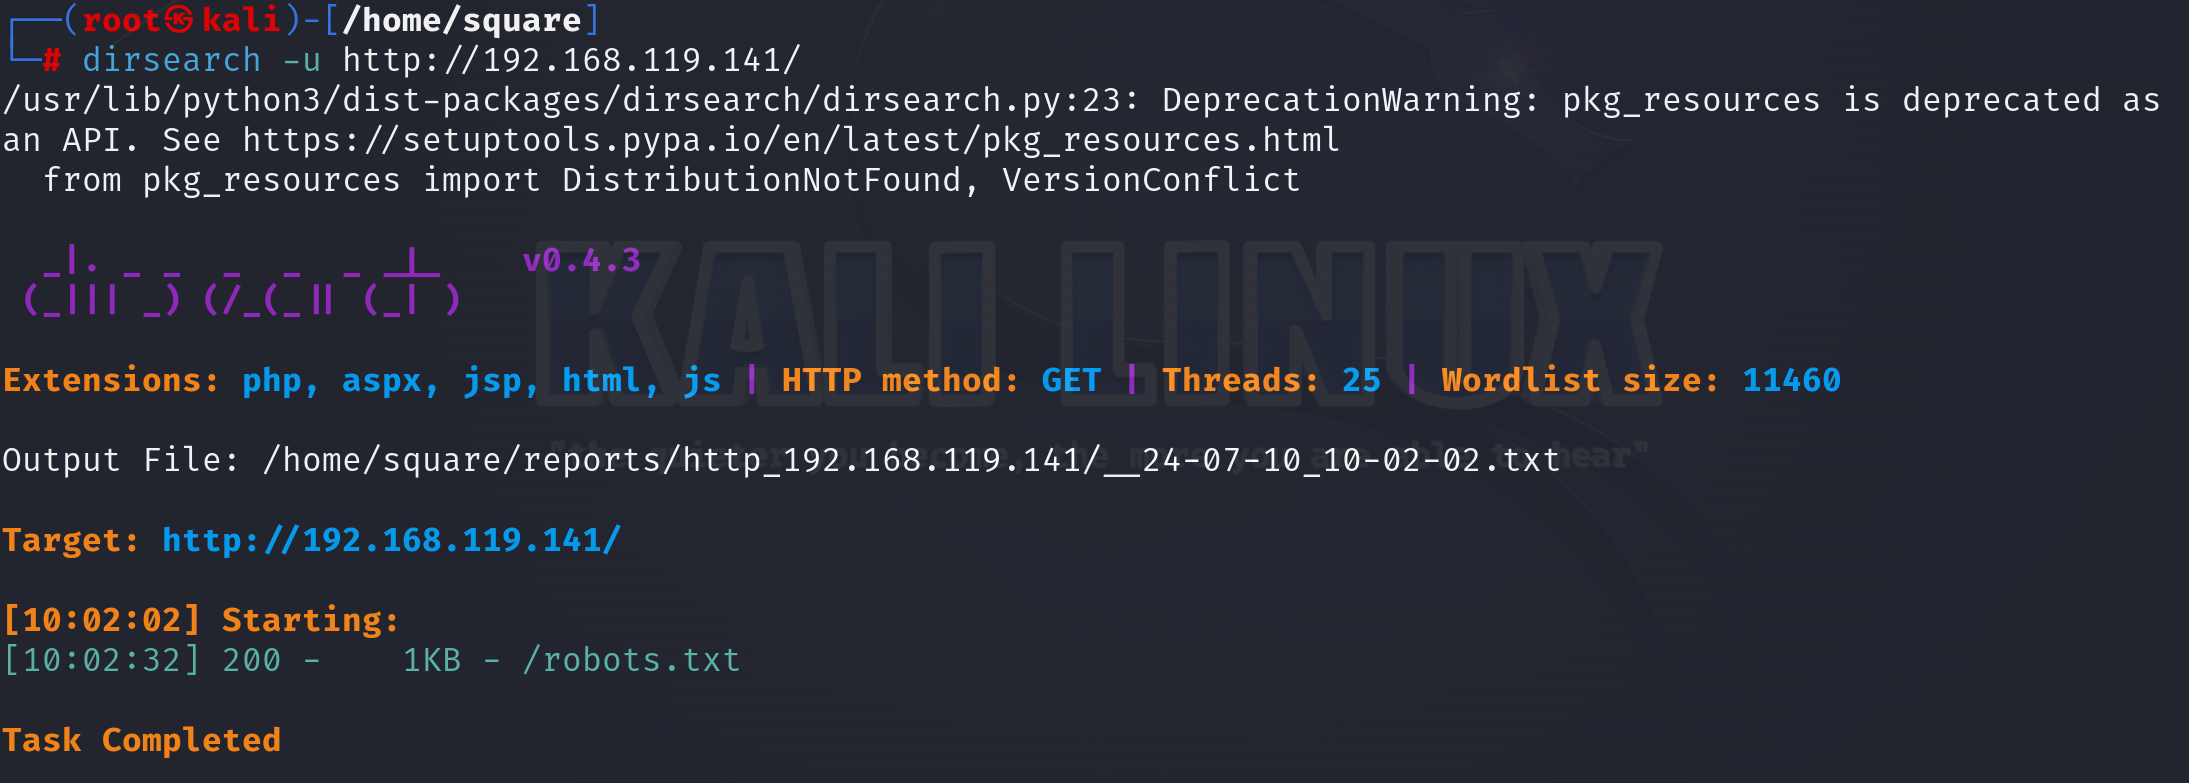 ┌──(root㉿kali)-[/home/square]
└─# dirsearch -u http://192.168.119.141/
/usr/lib/python3/dist-packages/dirsearch/dirsearch.py:23: DeprecationWarning: pkg_resources is deprecated as
an API. See https://setuptools.pypa.io/en/latest/pkg_resources.html
  from pkg_resources import DistributionNotFound, VersionConflict

  _|. _ _  _  _  _ _|_    v0.4.3
 (_||| _) (/_(_|| (_| )

KALI LINUX
Extensions: php, aspx, jsp, html, js | HTTP method: GET | Threads: 25 | Wordlist size: 11460

Output File: /home/square/reports/http_192.168.119.141/__24-07-10_10-02-02.txt

Target: http://192.168.119.141/

[10:02:02] Starting:
[10:02:32] 200 -    1KB - /robots.txt

Task Completed